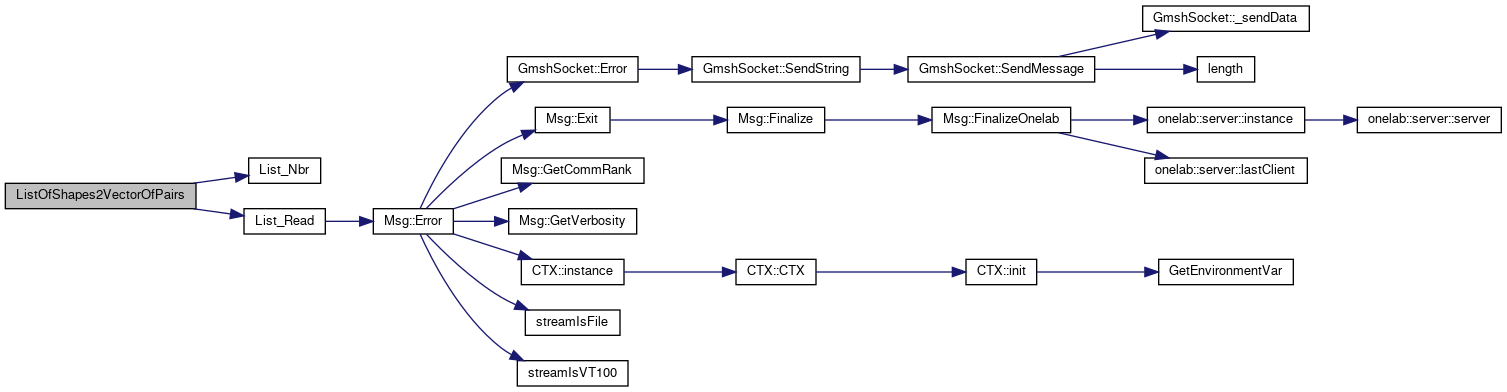 ListOfShapes2VectorOfPairs
List_Nbr
List_Read
Msg::Error
GmshSocket::Error
GmshSocket::SendString
GmshSocket::SendMessage
GmshSocket::_sendData
length
Msg::Exit
Msg::Finalize
Msg::FinalizeOnelab
onelab::server::instance
onelab::server::server
onelab::server::lastClient
Msg::GetCommRank
Msg::GetVerbosity
CTX::instance
CTX::CTX
CTX::init
GetEnvironmentVar
streamIsFile
streamIsVT100